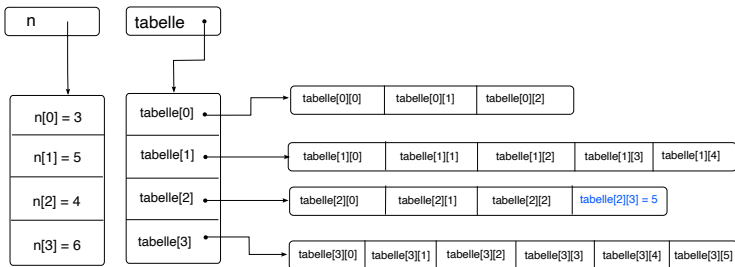 n
tabelle
n[0] = 3
n[1] = 5
n[2] = 4
n[3] = 6
tabelle[0]
tabelle[1]
tabelle[2]
tabelle[3]
tabelle[0][0] tabelle[0][1] tabelle[0][2]
tabelle[1][0] tabelle[1][1] tabelle[1][2] tabelle[1][3] tabelle[1][4]
tabelle[2][0] tabelle[2][1] tabelle[2][2] tabelle[2][3] = 5
tabelle[3][0] tabelle[3][1] tabelle[3][2] tabelle[3][3] tabelle[3][4] tabelle[3][5]